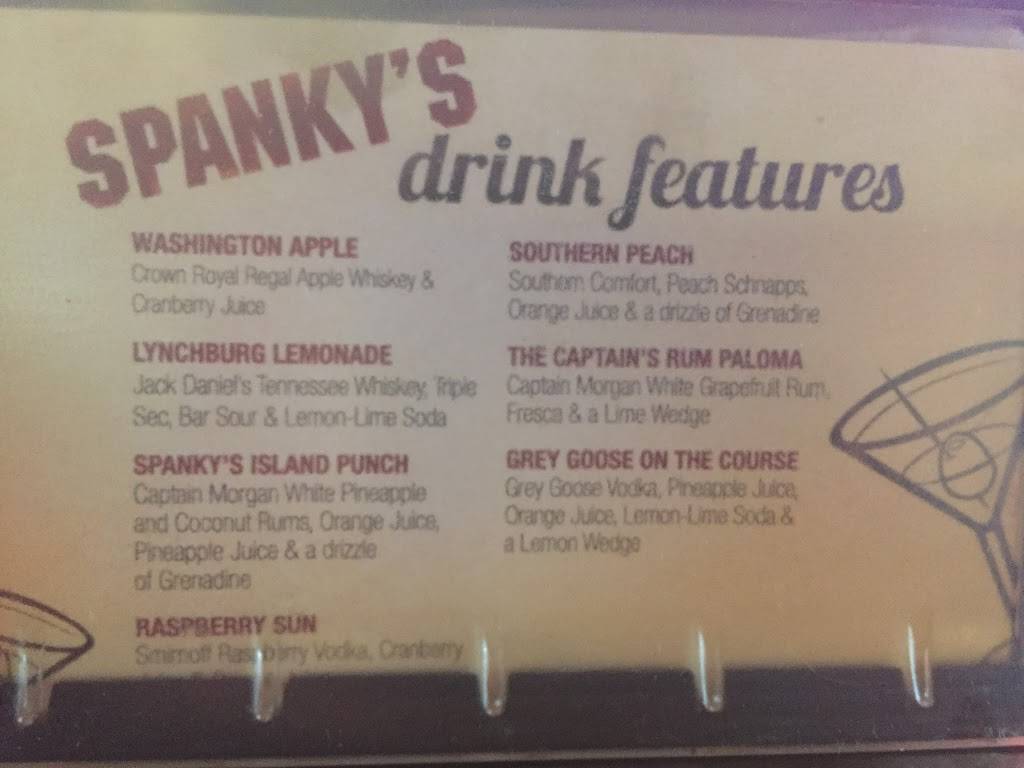 SPANKY'S
drink features
WASHINGTON APPLE
Crown Royal Regal Apple Whiskey &
Cranberry Juice
LYNCHBURG LEMONADE
Jack Daniel's Tennessee Whiskey, Triple
Sec, Bar Sour & Lemon-Lime Soda
SPANKY'S ISLAND PUNCH
Captain Morgan White Pineapple
and Coconut Rums, Orange Juice,
Pineapple Juice & a drizzle
of Grenadine
RASPBERRY SUN
Smirnoff Raspberry Vodka, Cranberry
SOUTHERN PEACH
Southern Comfort, Peach Schnapps,
Orange Juice & a drizzle of Grenadine
THE CAPTAIN'S RUM PALOMA
Captain Morgan White Grapefruit Rum,
Fresca & a Lime Wedge
GREY GOOSE ON THE COURSE
Grey Goose Vodka, Pineapple Juice,
Orange Juice, Lemon-Lime Soda &
a Lemon Wedge